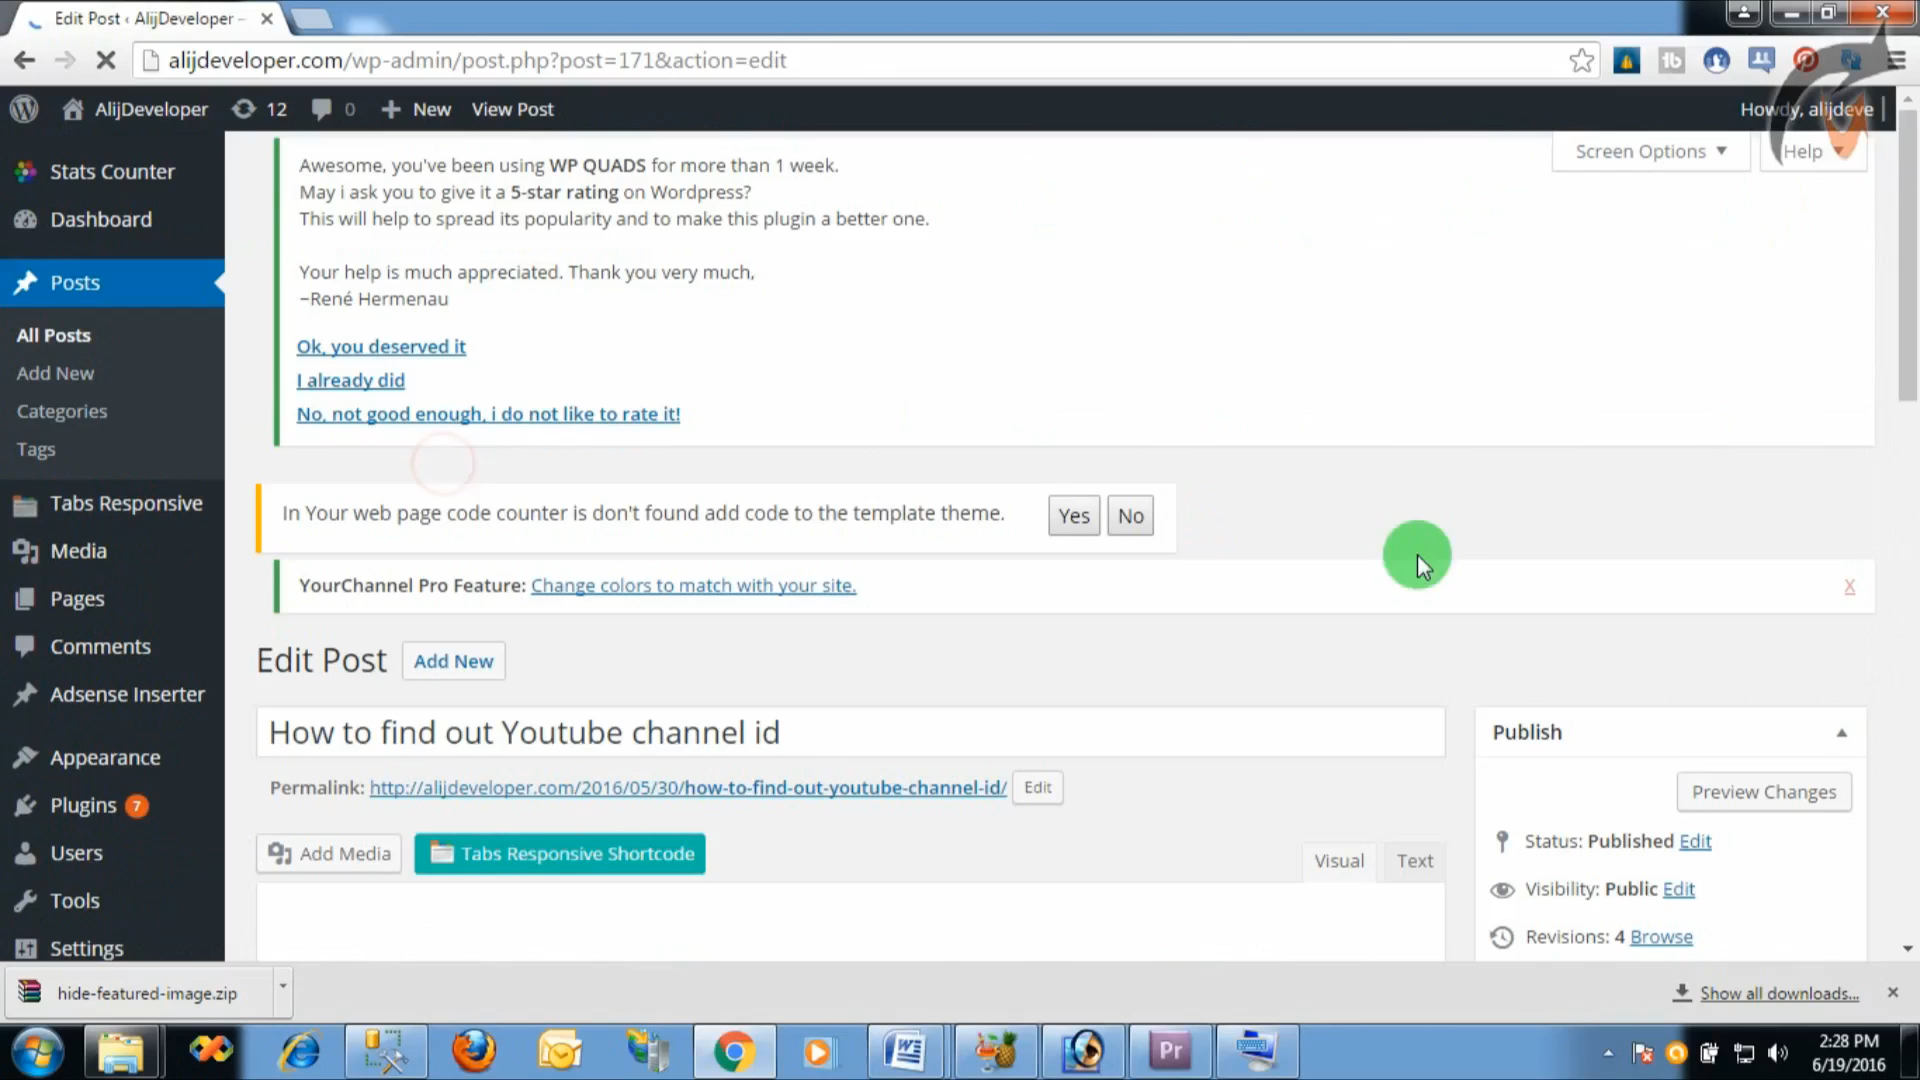 Edit Post ‹ AlijDeveloper –
alijdeveloper.com/wp-admin/post.php?post=171&action=edit
AlijDeveloper 12 0 New View Post Howdy, alijdeve
Stats Counter
Dashboard
Posts
All Posts
Add New
Categories
Tags
Tabs Responsive
Media
Pages
Comments
Adsense Inserter
Appearance
Plugins 7
Users
Tools
Settings
Screen Options Help
Awesome, you've been using WP QUADS for more than 1 week.
May i ask you to give it a 5-star rating on Wordpress?
This will help to spread its popularity and to make this plugin a better one.
Your help is much appreciated. Thank you very much,
~René Hermenau
Ok, you deserved it
I already did
No, not good enough, i do not like to rate it!
In Your web page code counter is don't found add code to the template theme. Yes No
YourChannel Pro Feature: Change colors to match with your site. X
Edit Post Add New
How to find out Youtube channel id
Permalink: http://alijdeveloper.com/2016/05/30/how-to-find-out-youtube-channel-id/ Edit
Add Media Tabs Responsive Shortcode Visual Text
Publish
Preview Changes
Status: Published Edit
Visibility: Public Edit
Revisions: 4 Browse
hide-featured-image.zip Show all downloads...
Pr
2:28 PM
6/19/2016